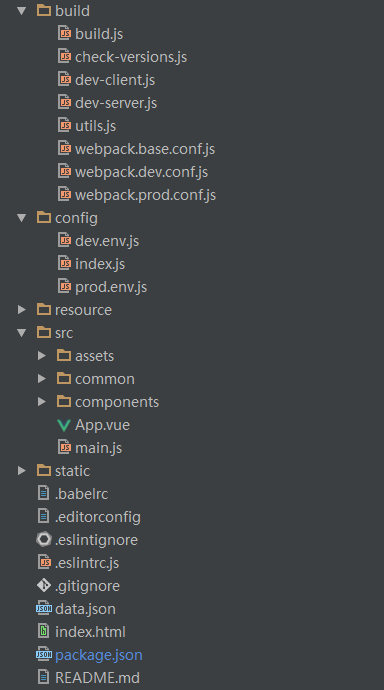 build
build.js
check-versions.js
dev-client.js
dev-server.js
utils.js
webpack.base.conf.js
webpack.dev.conf.js
webpack.prod.conf.js
config
dev.env.js
index.js
prod.env.js
resource
src
assets
common
components
App.vue
main.js
static
.babelrc
.editorconfig
.eslintignore
.eslintrc.js
.gitignore
data.json
index.html
package.json
README.md